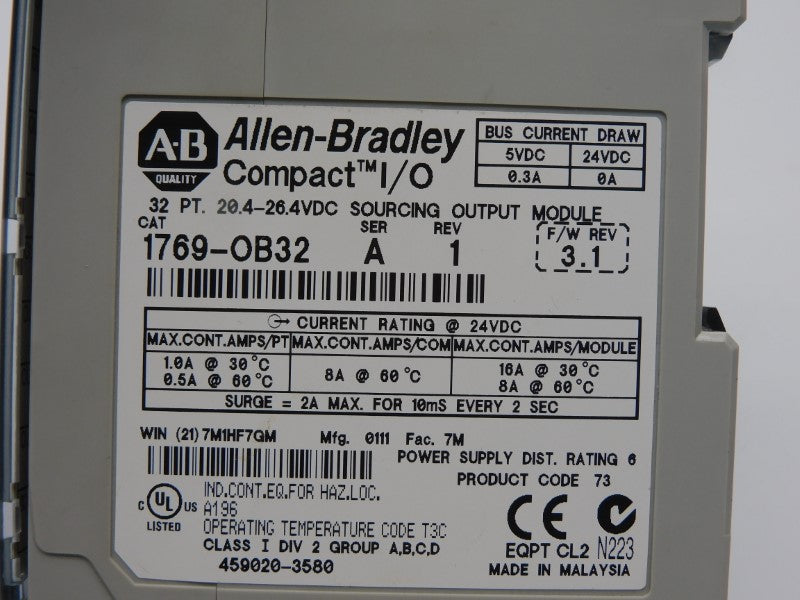 A-B
QUALITY
Allen-Bradley
Compact™ I/O
BUS CURRENT DRAW
5VDC 24VDC
0.3A 0A
32 PT. 20.4-26.4VDC SOURCING OUTPUT MODULE
CAT SER REV
1769-OB32 A 1
F/W REV
3.1
CURRENT RATING @ 24VDC
MAX.CONT.AMPS/PT MAX.CONT.AMPS/COM MAX.CONT.AMPS/MODULE
1.0A @ 30°C 8A @ 60°C 16A @ 30°C
0.5A @ 60°C 8A @ 60°C
SURGE = 2A MAX. FOR 10mS EVERY 2 SEC
WIN (21) 7M1HF7GM Mfg. 0111 Fac. 7M
POWER SUPPLY DIST. RATING 6
PRODUCT CODE 73
C UL US
LISTED
IND.CONT.EQ.FOR HAZ.LOC.
A196
OPERATING TEMPERATURE CODE T3C
CLASS I DIV 2 GROUP A,B,C,D
459020-3580
CE
EQPT CL2 N223
MADE IN MALAYSIA